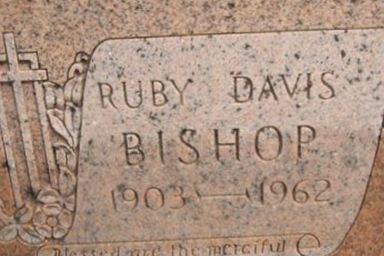 RUBY DAVIS
BISHOP
1903 — 1962
Blessed are the merciful